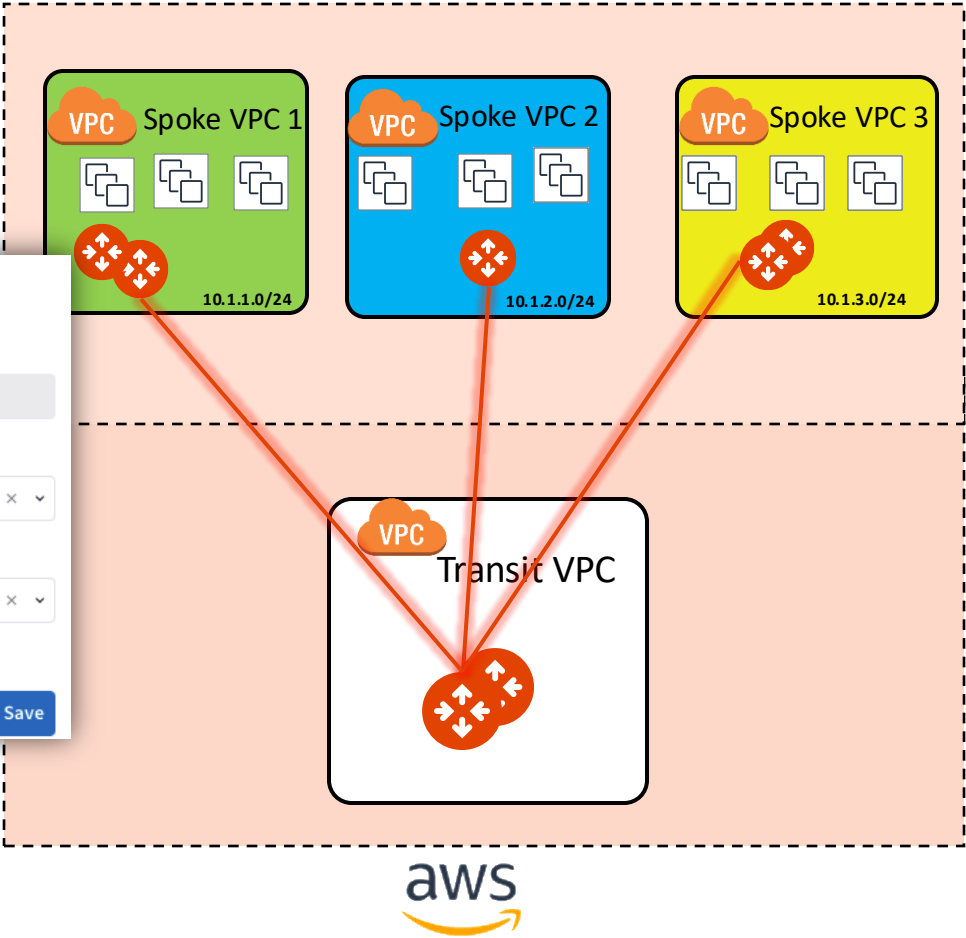 VPC
Spoke VPC 1
VPC
Spoke VPC 2
VPC
Spoke VPC 3
10.1.1.0/24
10.1.2.0/24
10.1.3.0/24
VPC
Transit VPC
Save
aws